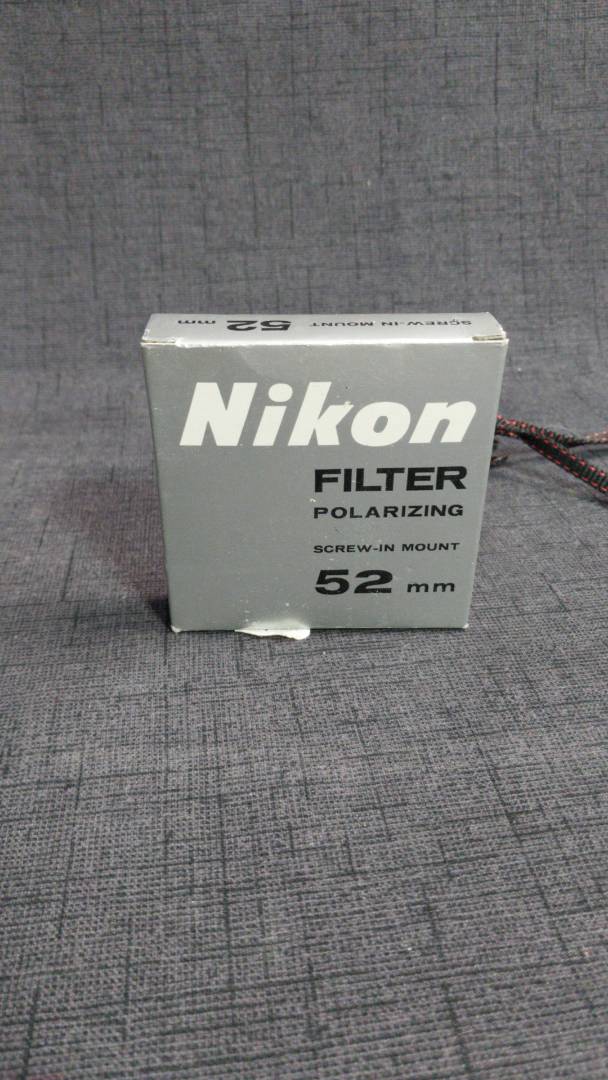 SCREW-IN MOUNT 52 mm
Nikon
FILTER
POLARIZING
SCREW-IN MOUNT
52 mm